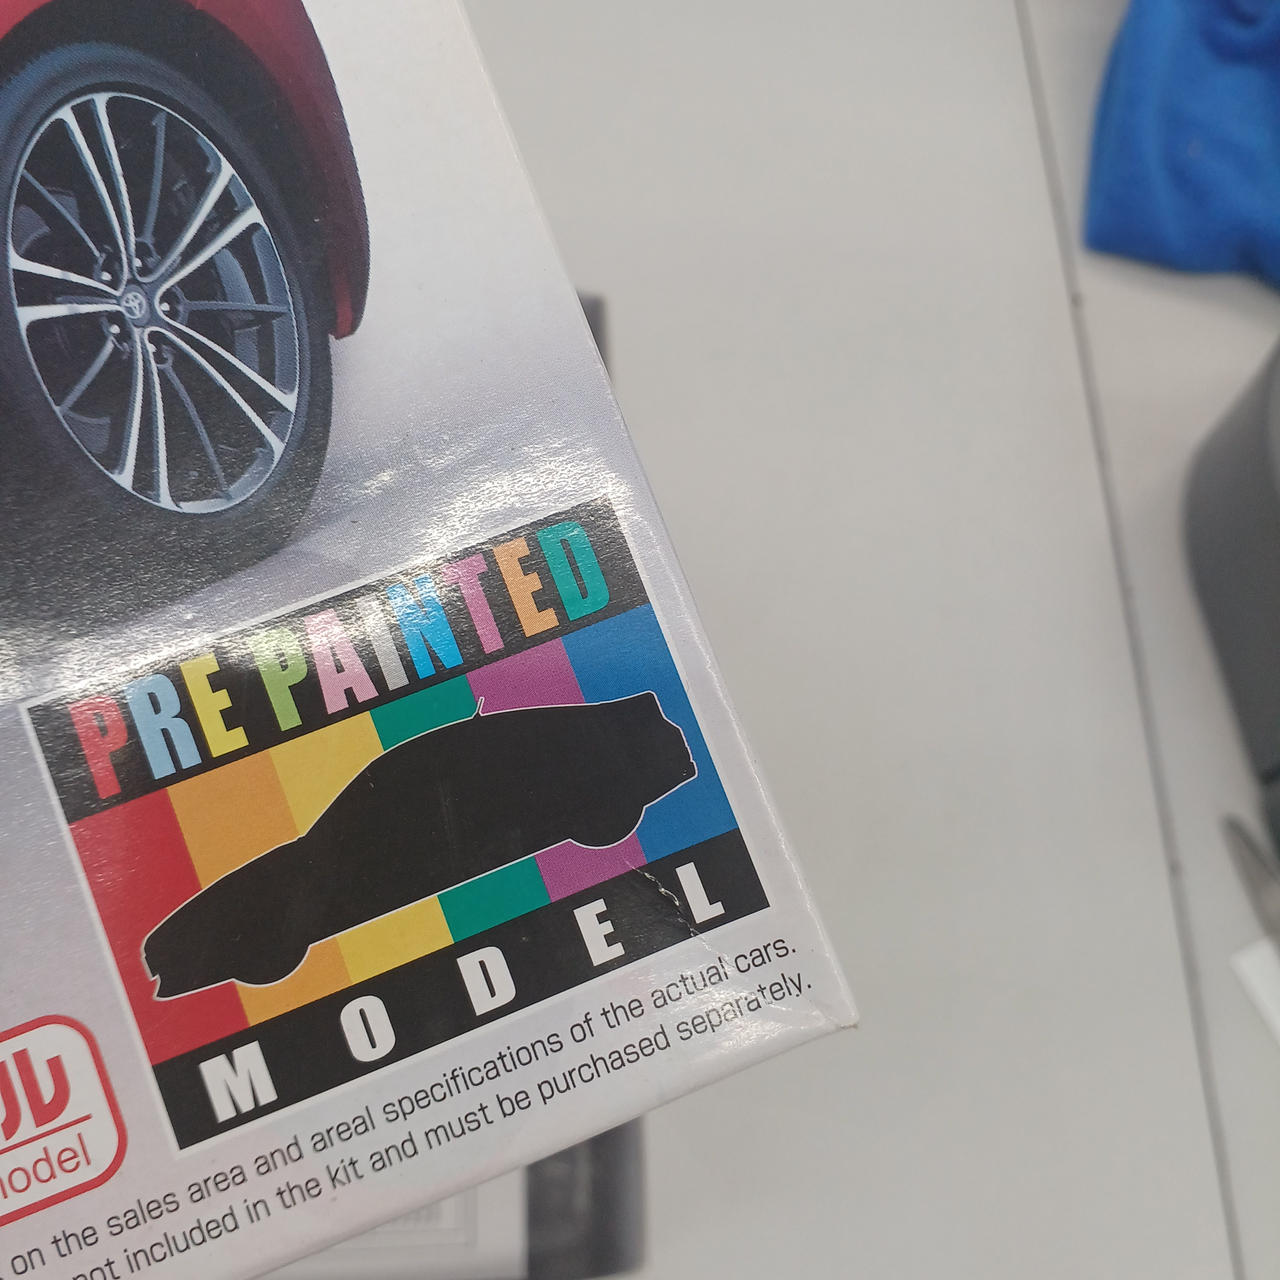 PRE PAINTED
MODEL
on the sales area and areal specifications of the actual cars.
not included in the kit and must be purchased separately.
model